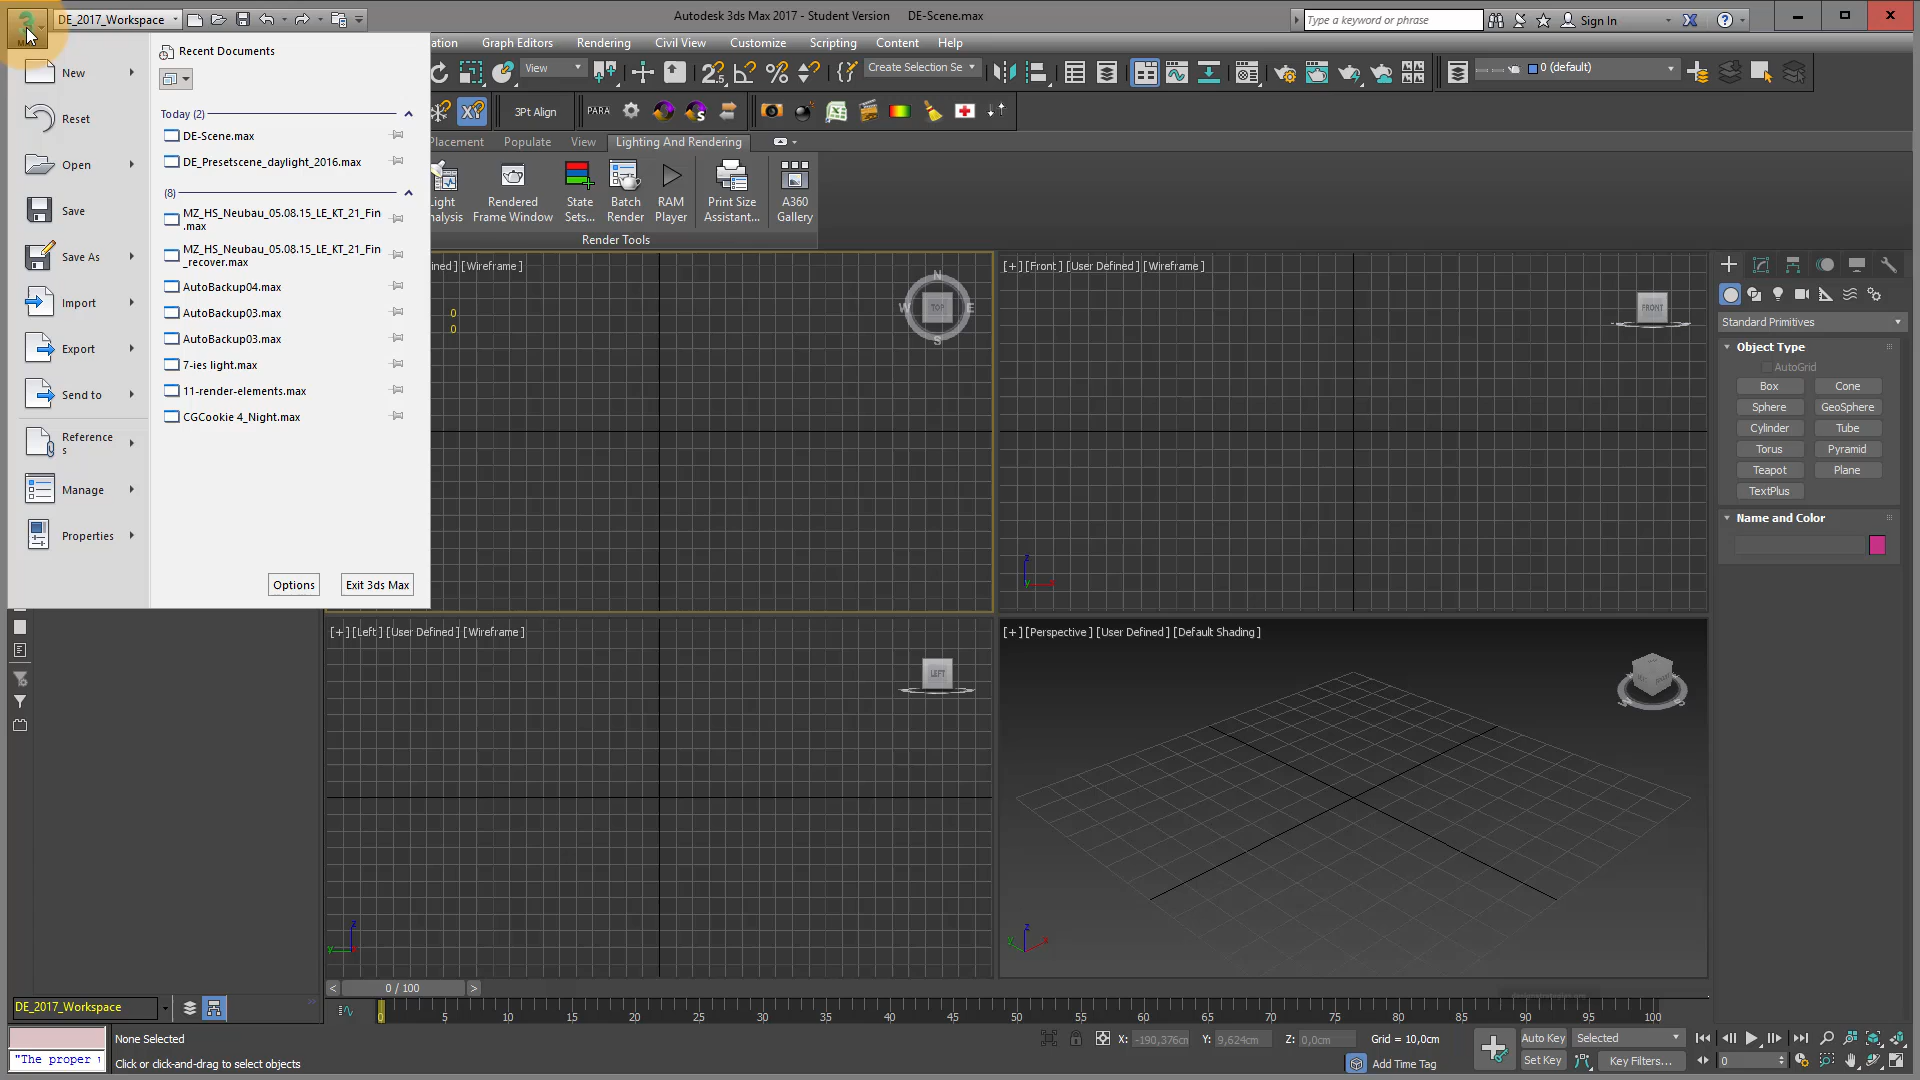 DE_2017_Workspace
Autodesk 3ds Max 2017 - Student Version DE-Scene.max
Type a keyword or phrase
Sign In
Graph Editors Rendering Civil View Customize Scripting Content Help
View
Create Selection Se
0 (default)
3Pt Align
PARA
Populate View Lighting And Rendering
Rendered
Frame Window
State
Sets...
Batch
Render
RAM
Player
Print Size
Assistant...
A360
Gallery
Render Tools
New
Reset
Open
Save
Save As
Import
Export
Send to
Reference
s
Manage
Properties
Recent Documents
Today (2)
DE-Scene.max
DE_Presetscene_daylight_2016.max
(8)
MZ_HS_Neubau_05.08.15_LE_KT_21_Fin
.max
MZ_HS_Neubau_05.08.15_LE_KT_21_Fin
_recover.max
AutoBackup04.max
AutoBackup03.max
AutoBackup03.max
7-ies light.max
11-render-elements.max
CGCookie 4_Night.max
Options
Exit 3ds Max
[Wireframe ]
0
0
N
W TOP E
S
[+] [Front ] [User Defined ] [Wireframe ]
FRONT
[+] [Left ] [User Defined ] [Wireframe ]
LEFT
[+] [Perspective ] [User Defined ] [Default Shading ]
Standard Primitives
Object Type
AutoGrid
Box Cone
Sphere GeoSphere
Cylinder Tube
Torus Pyramid
Teapot Plane
TextPlus
Name and Color
z
y
z
y
z
y x
< 0 / 100 >
DE_2017_Workspace
0 5 10 15 20 25 30 35 40 45 50 55 60 65 70 75 80 85 90 95 100
None Selected
"The proper
Click or click-and-drag to select objects
X: -190,376cm Y: 9,624cm Z: 0,0cm
Grid = 10,0cm
Add Time Tag
Auto Key
Selected
Set Key
Key Filters...
0